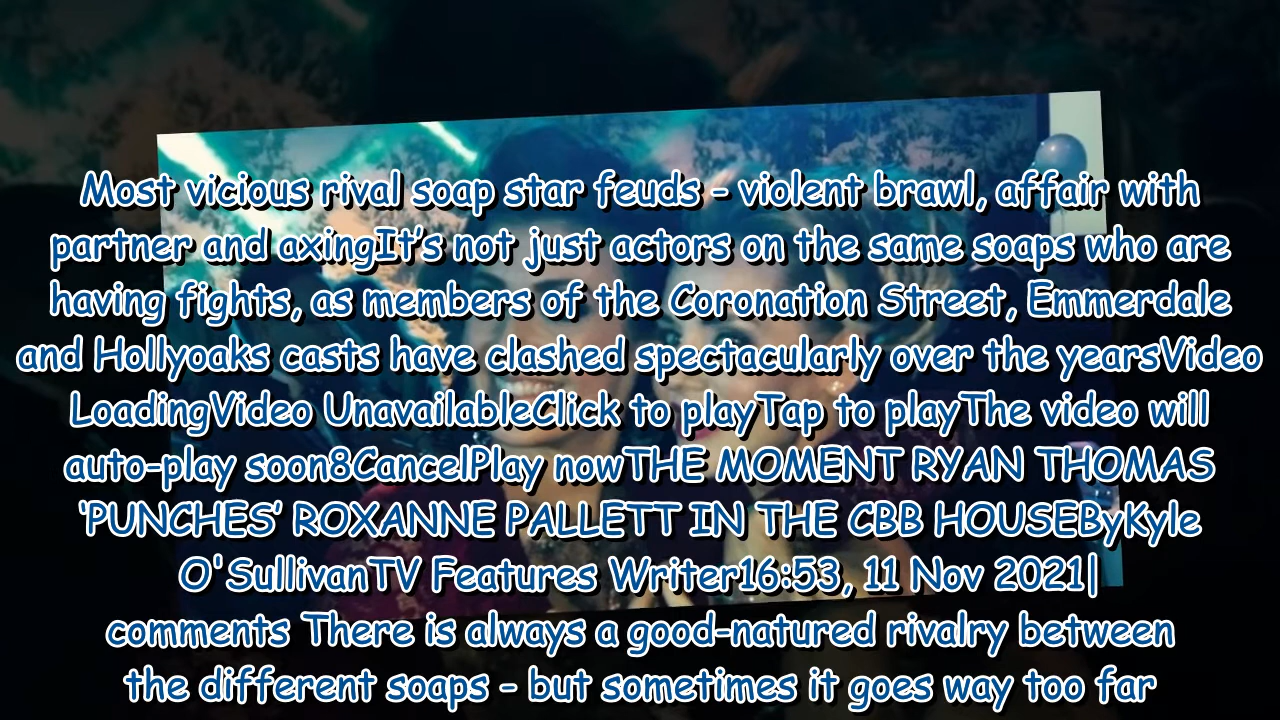 Most vicious rival soap star feuds - violent brawl, affair with
partner and axingIt's not just actors on the same soaps who are
having fights, as members of the Coronation Street, Emmerdale
and Hollyoaks casts have clashed spectacularly over the yearsVideo
LoadingVideo UnavailableClick to playTap to playThe video will
auto-play soon8CancelPlay nowTHE MOMENT RYAN THOMAS
‘PUNCHES’ ROXANNE PALLETT IN THE CBB HOUSEByKyle
O'SullivanTV Features Writer16:53, 11 Nov 2021|
comments There is always a good-natured rivalry between
the different soaps - but sometimes it goes way too far